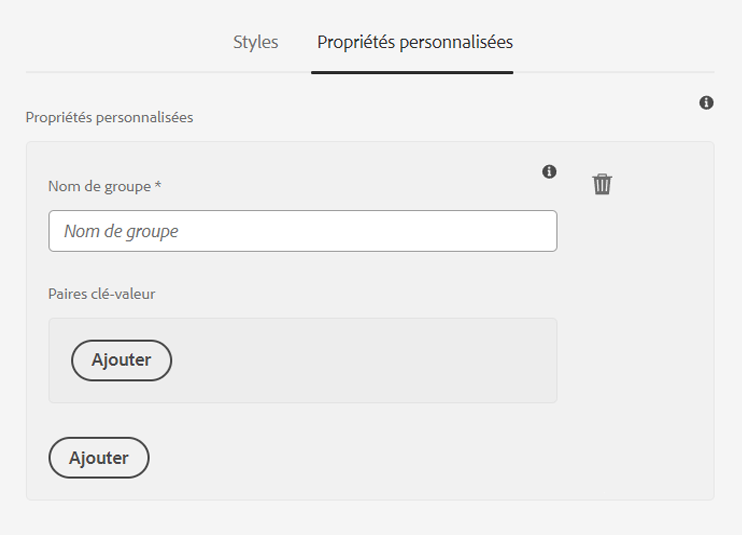 Styles Propriétés personnalisées
Propriétés personnalisées
Nom de groupe *
Nom de groupe
Paires clé-valeur
Ajouter
Ajouter